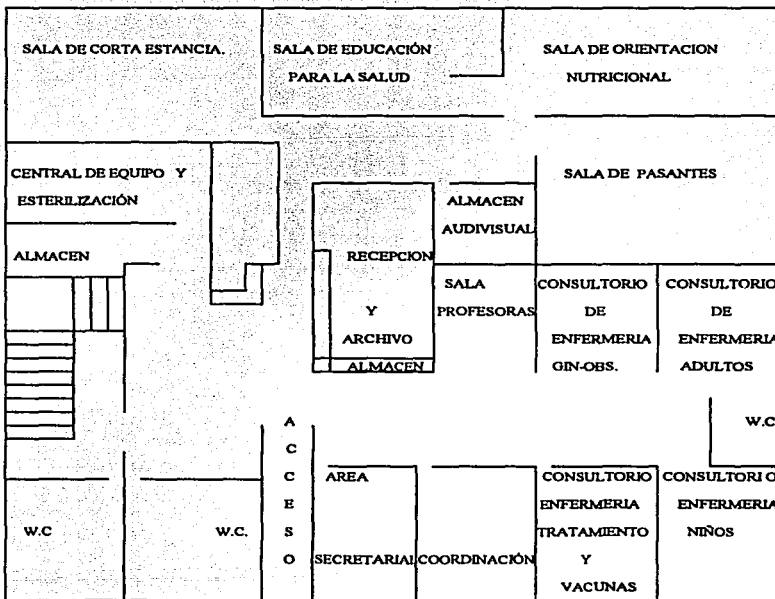 SALA DE CORTA ESTANCIA.
SALA DE EDUCACIÓN
PARA LA SALUD
SALA DE ORIENTACION
NUTRICIONAL
CENTRAL DE EQUIPO Y
ESTERILIZACIÓN
SALA DE PASANTES
ALMACEN
AUDIVISUAL
ALMACEN
RECEPCION
Y
ARCHIVO
ALMACEN
SALA
PROFESORAS
CONSULTORIO
DE
ENFERMERIA
GIN-OBS.
CONSULTORIO
DE
ENFERMERIA
ADULTOS
W.C
A
C
C
E
S
O
W.C
W.C.
AREA
SECRETARIAL
COORDINACIÓN
CONSULTORIO
ENFERMERIA
TRATAMIENTO
Y
VACUNAS
CONSULTORIO
ENFERMERIA
NIÑOS